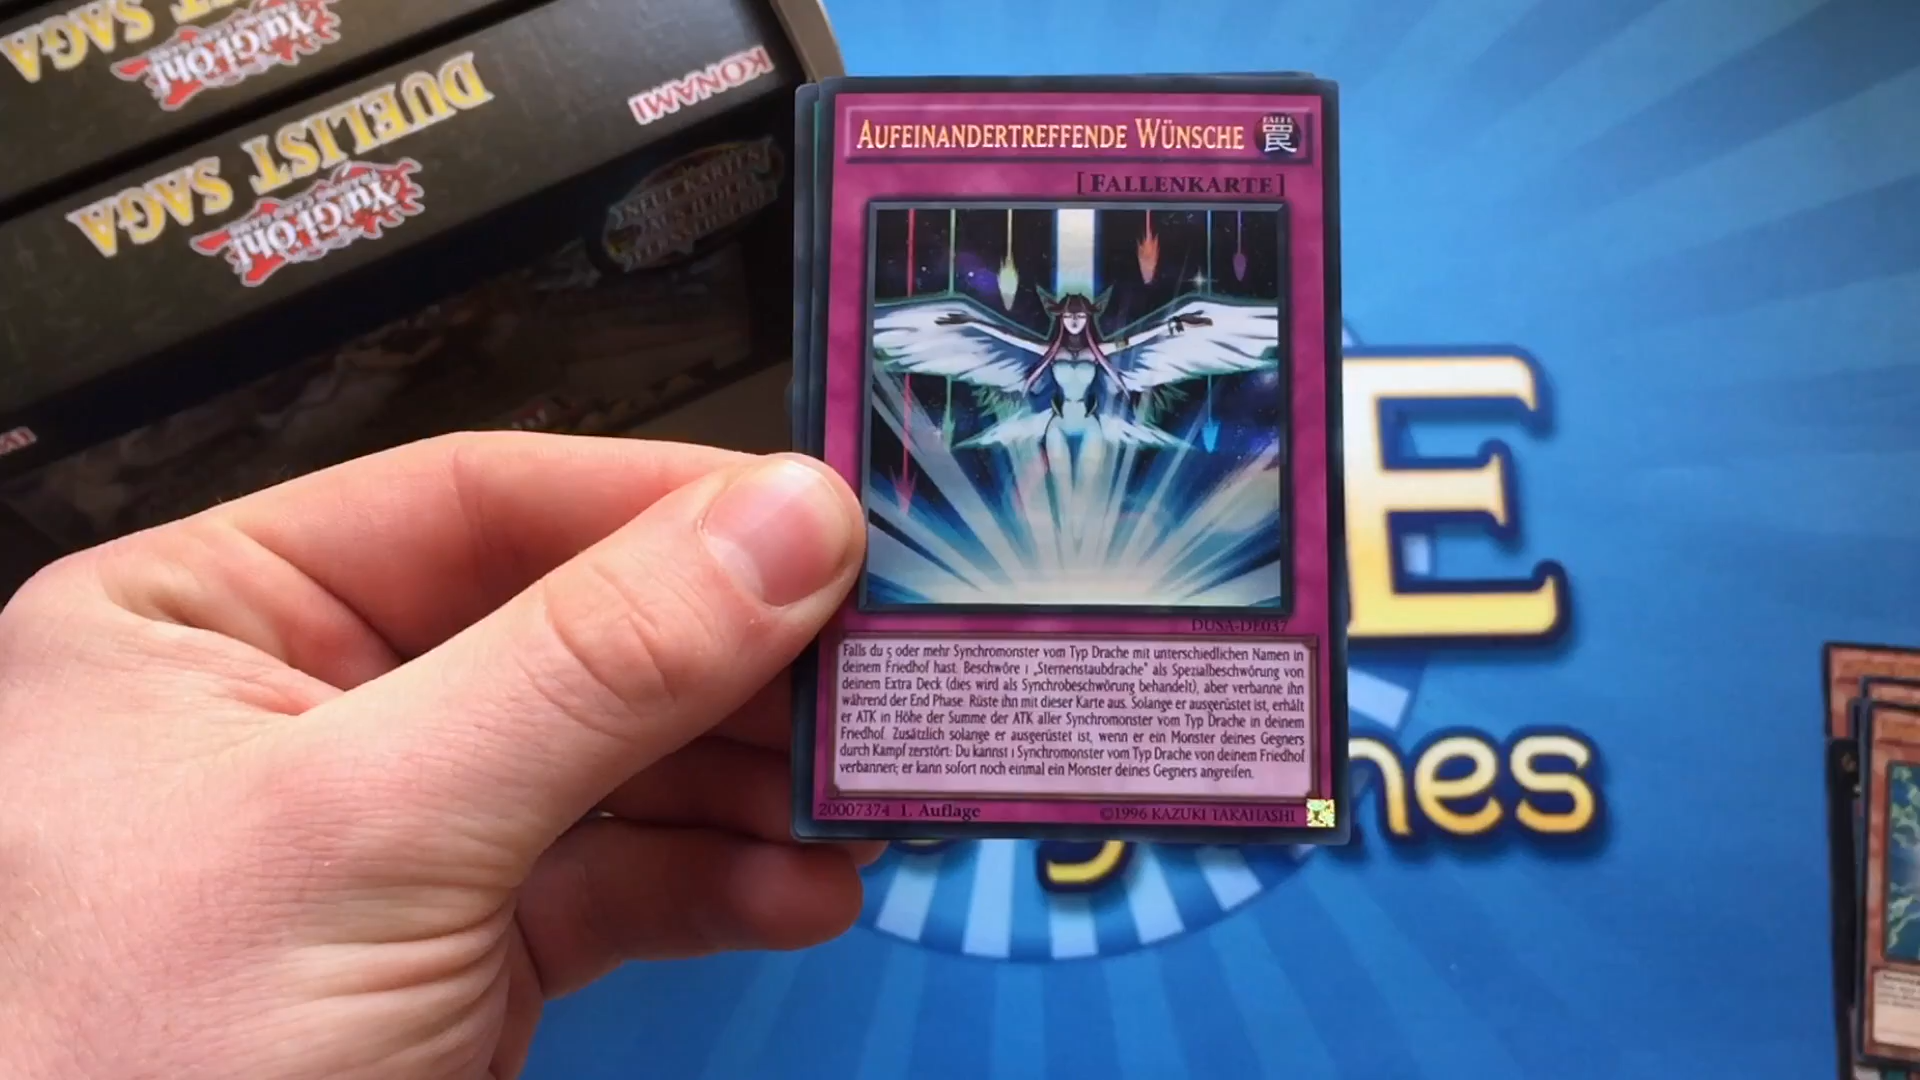 DUELIST SAGA
Yu-Gi-Oh!
KONAMI
DUELIST SAGA
Yu-Gi-Oh!
AUFEINANDERTREFFENDE WÜNSCHE
FALLE
罠
[FALLENKARTE]
DUSA-DE037
Falls du 5 oder mehr Synchromonster vom Typ Drache mit unterschiedlichen Namen in
deinem Friedhof hast: Beschwöre 1 „Sternenstaubdrache" als Spezialbeschwörung von
deinem Extra Deck (dies wird als Synchrobeschwörung behandelt), aber verbanne ihn
während der End Phase. Rüste ihn mit dieser Karte aus. Solange er ausgerüstet ist, erhält
er ATK in Höhe der Summe der ATK aller Synchromonster vom Typ Drache in deinem
Friedhof. Zusätzlich solange er ausgerüstet ist, wenn er ein Monster deines Gegners
durch Kampf zerstört: Du kannst 1 Synchromonster vom Typ Drache von deinem Friedhof
verbannen; er kann sofort noch einmal ein Monster deines Gegners angreifen.
20007374 1. Auflage
©1996 KAZUKI TAKAHASHI
E
mes